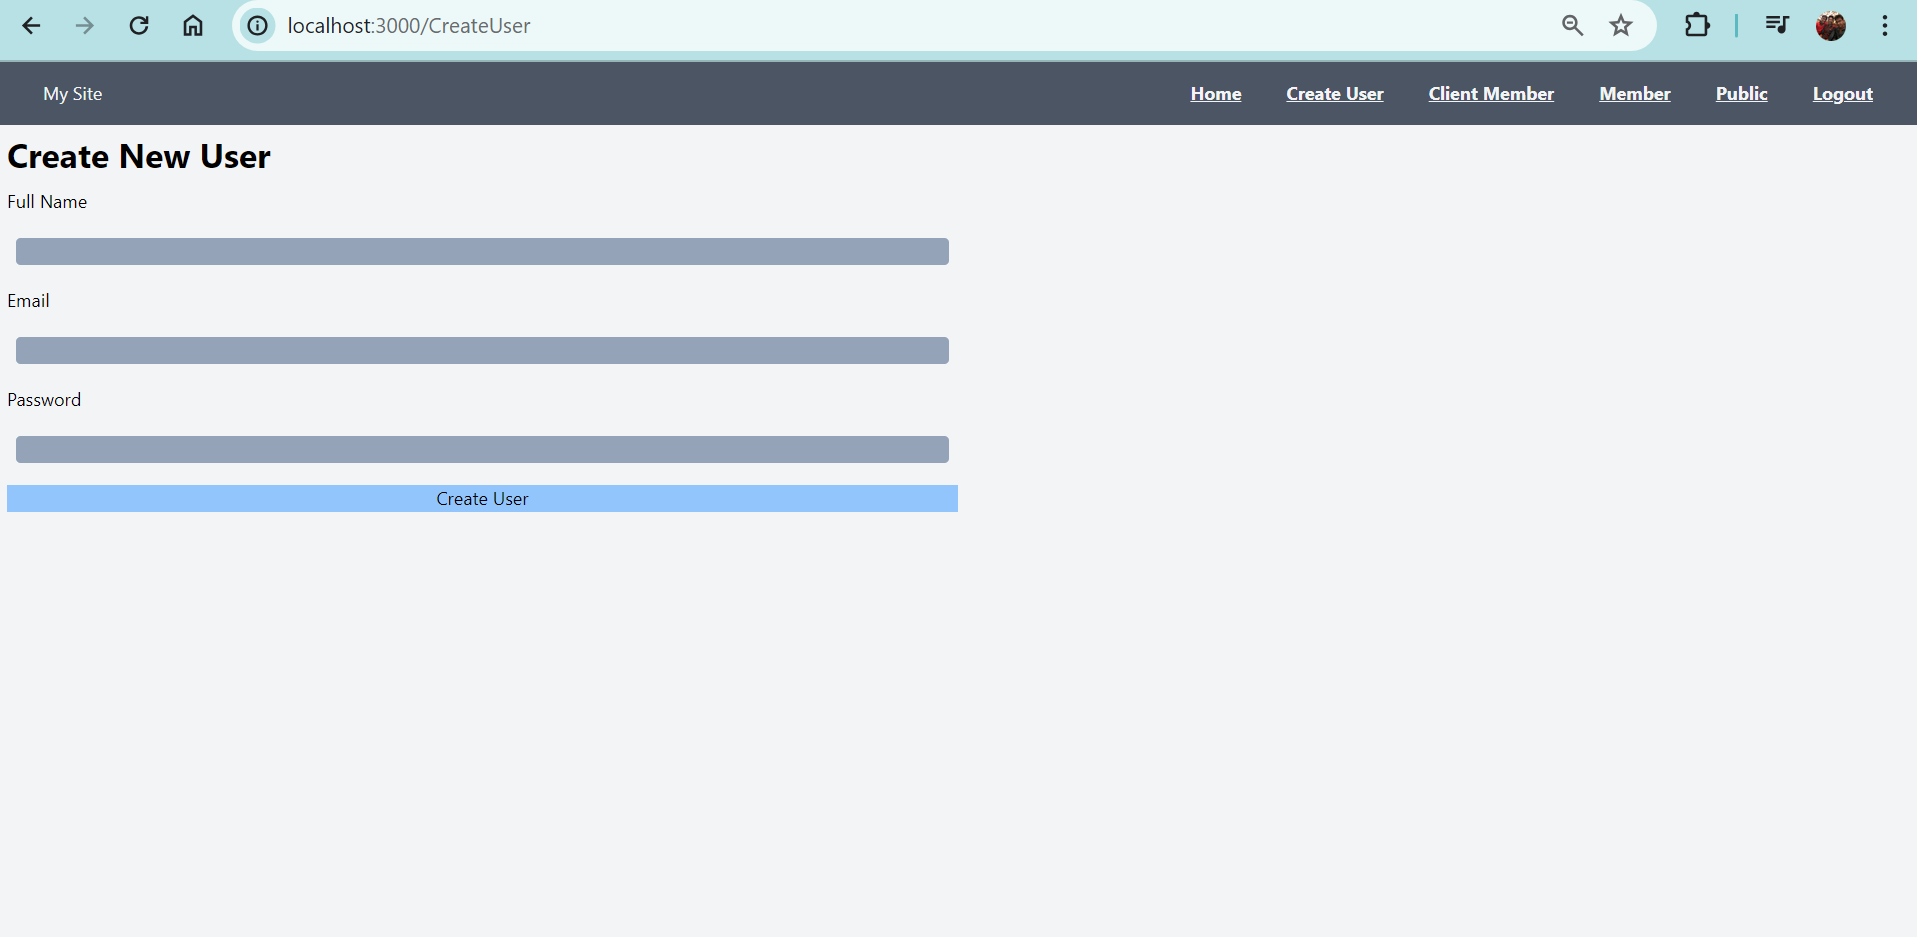 localhost:3000/CreateUser
My Site Home Create User Client Member Member Public Logout
Create New User
Full Name
Email
Password
Create User